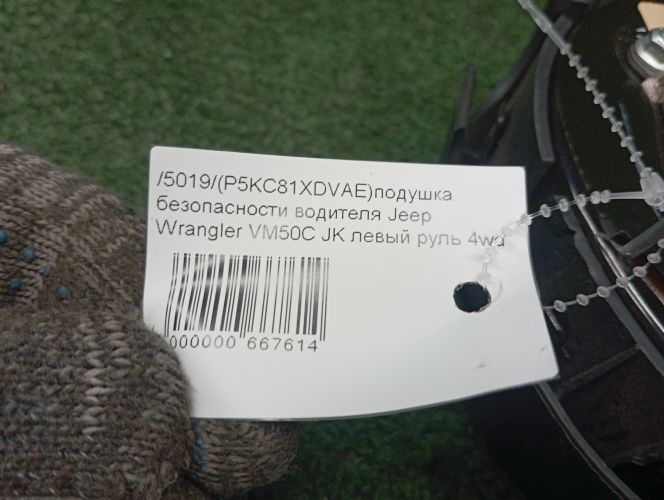 /5019/(P5KC81XDVAE)подушка
безопасности водителя Jeep
Wrangler VM50C JK левый руль 4wd
000000 667614